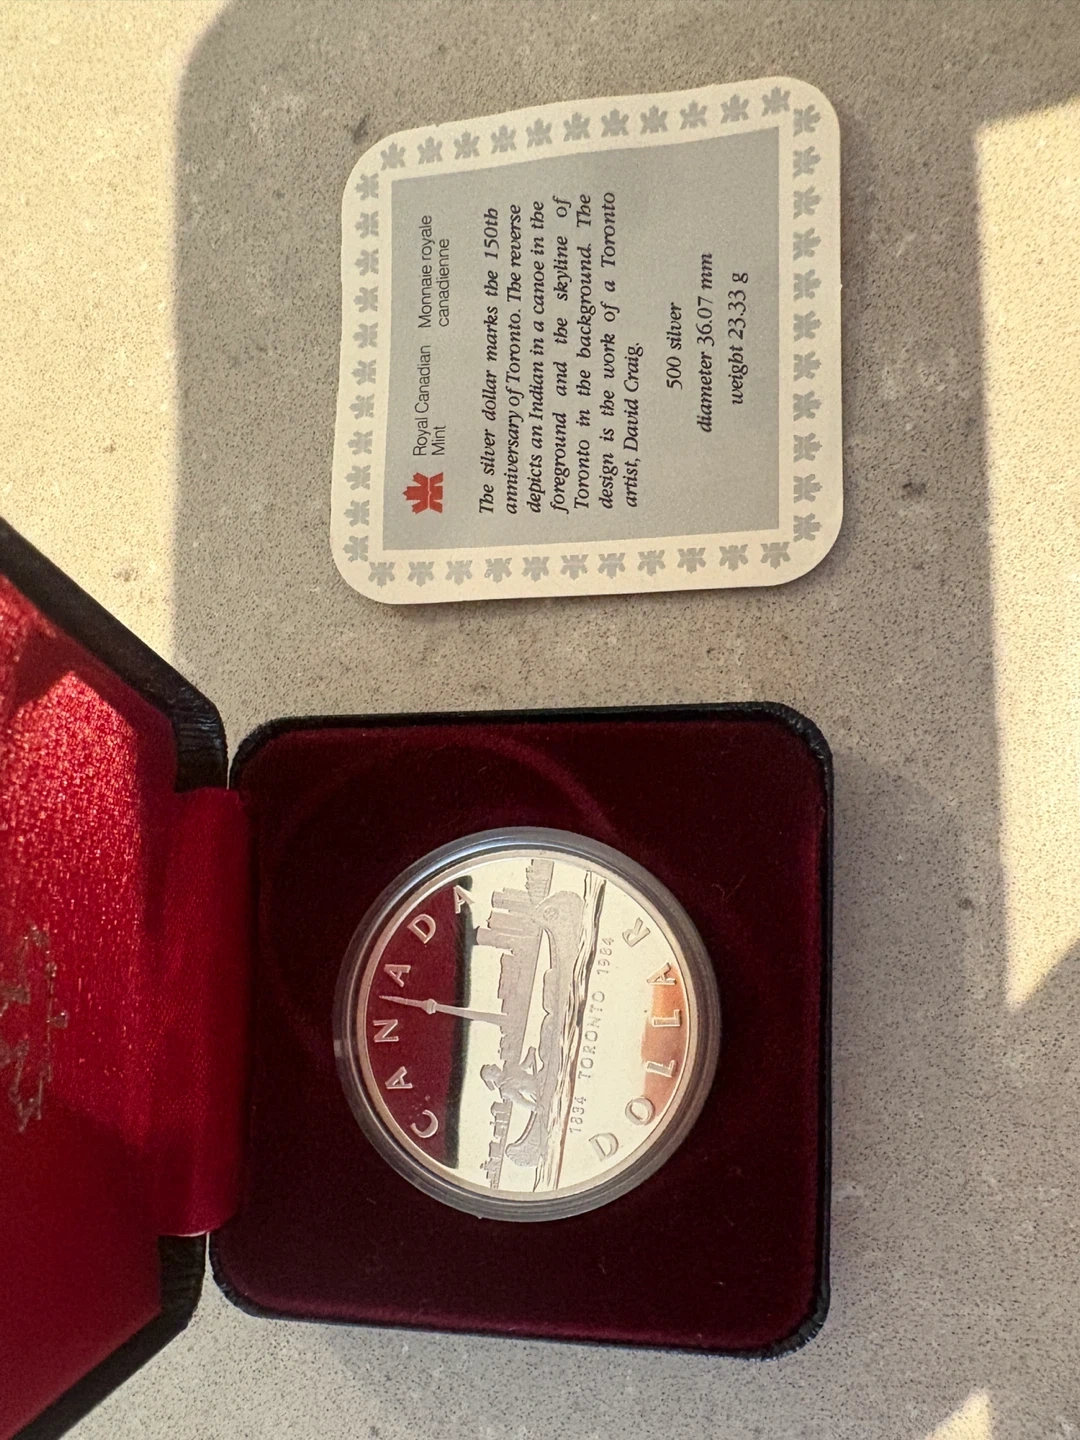 Royal Canadian Monnaie royale
Mint canadienne
The silver dollar marks the 150th
anniversary of Toronto. The reverse
depicts an Indian in a canoe in the
foreground and the skyline of
Toronto in the background. The
design is the work of a Toronto
artist, David Craig.
500 silver
diameter 36.07 mm
weight 23.33 g
CANADA
1834 TORONTO 1984
DOLLAR